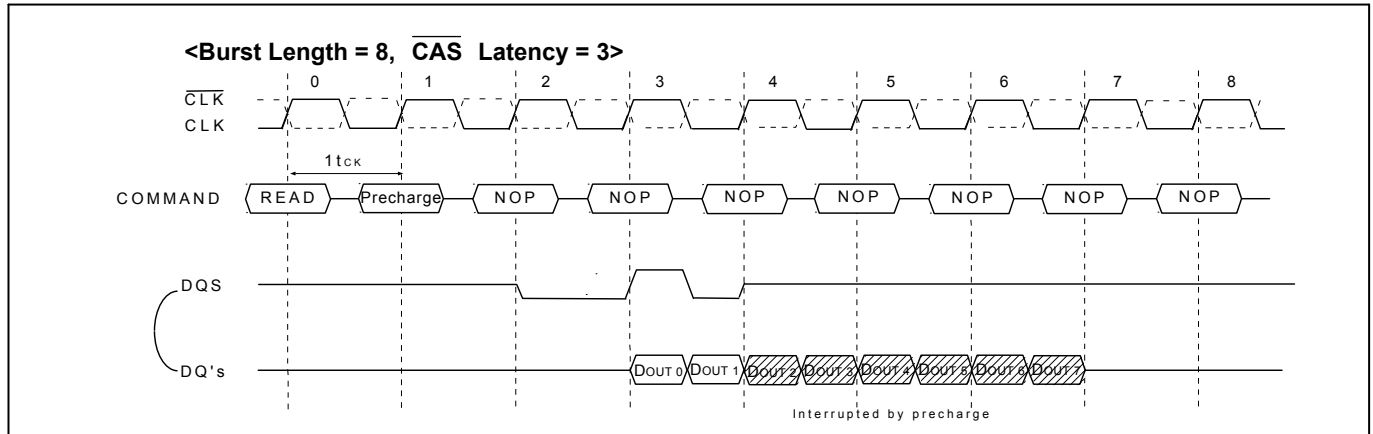 <Burst Length = 8, CAS Latency = 3>
0 1 2 3 4 5 6 7 8
CLK
CLK
1tCK
COMMAND READ Precharge NOP NOP NOP NOP NOP NOP NOP
DQS
DQ's DOUT 0 DOUT 1 DOUT 2 DOUT 3 DOUT 4 DOUT 5 DOUT 6 DOUT 7
Interrupted by precharge